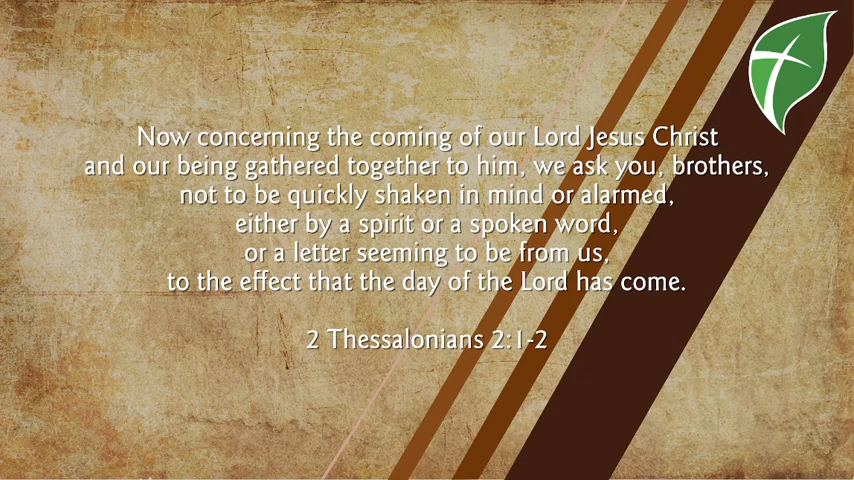 Now concerning the coming of our Lord Jesus Christ
and our being gathered together to him, we ask you, brothers,
not to be quickly shaken in mind or alarmed,
either by a spirit or a spoken word,
or a letter seeming to be from us,
to the effect that the day of the Lord has come.
2 Thessalonians 2:1-2